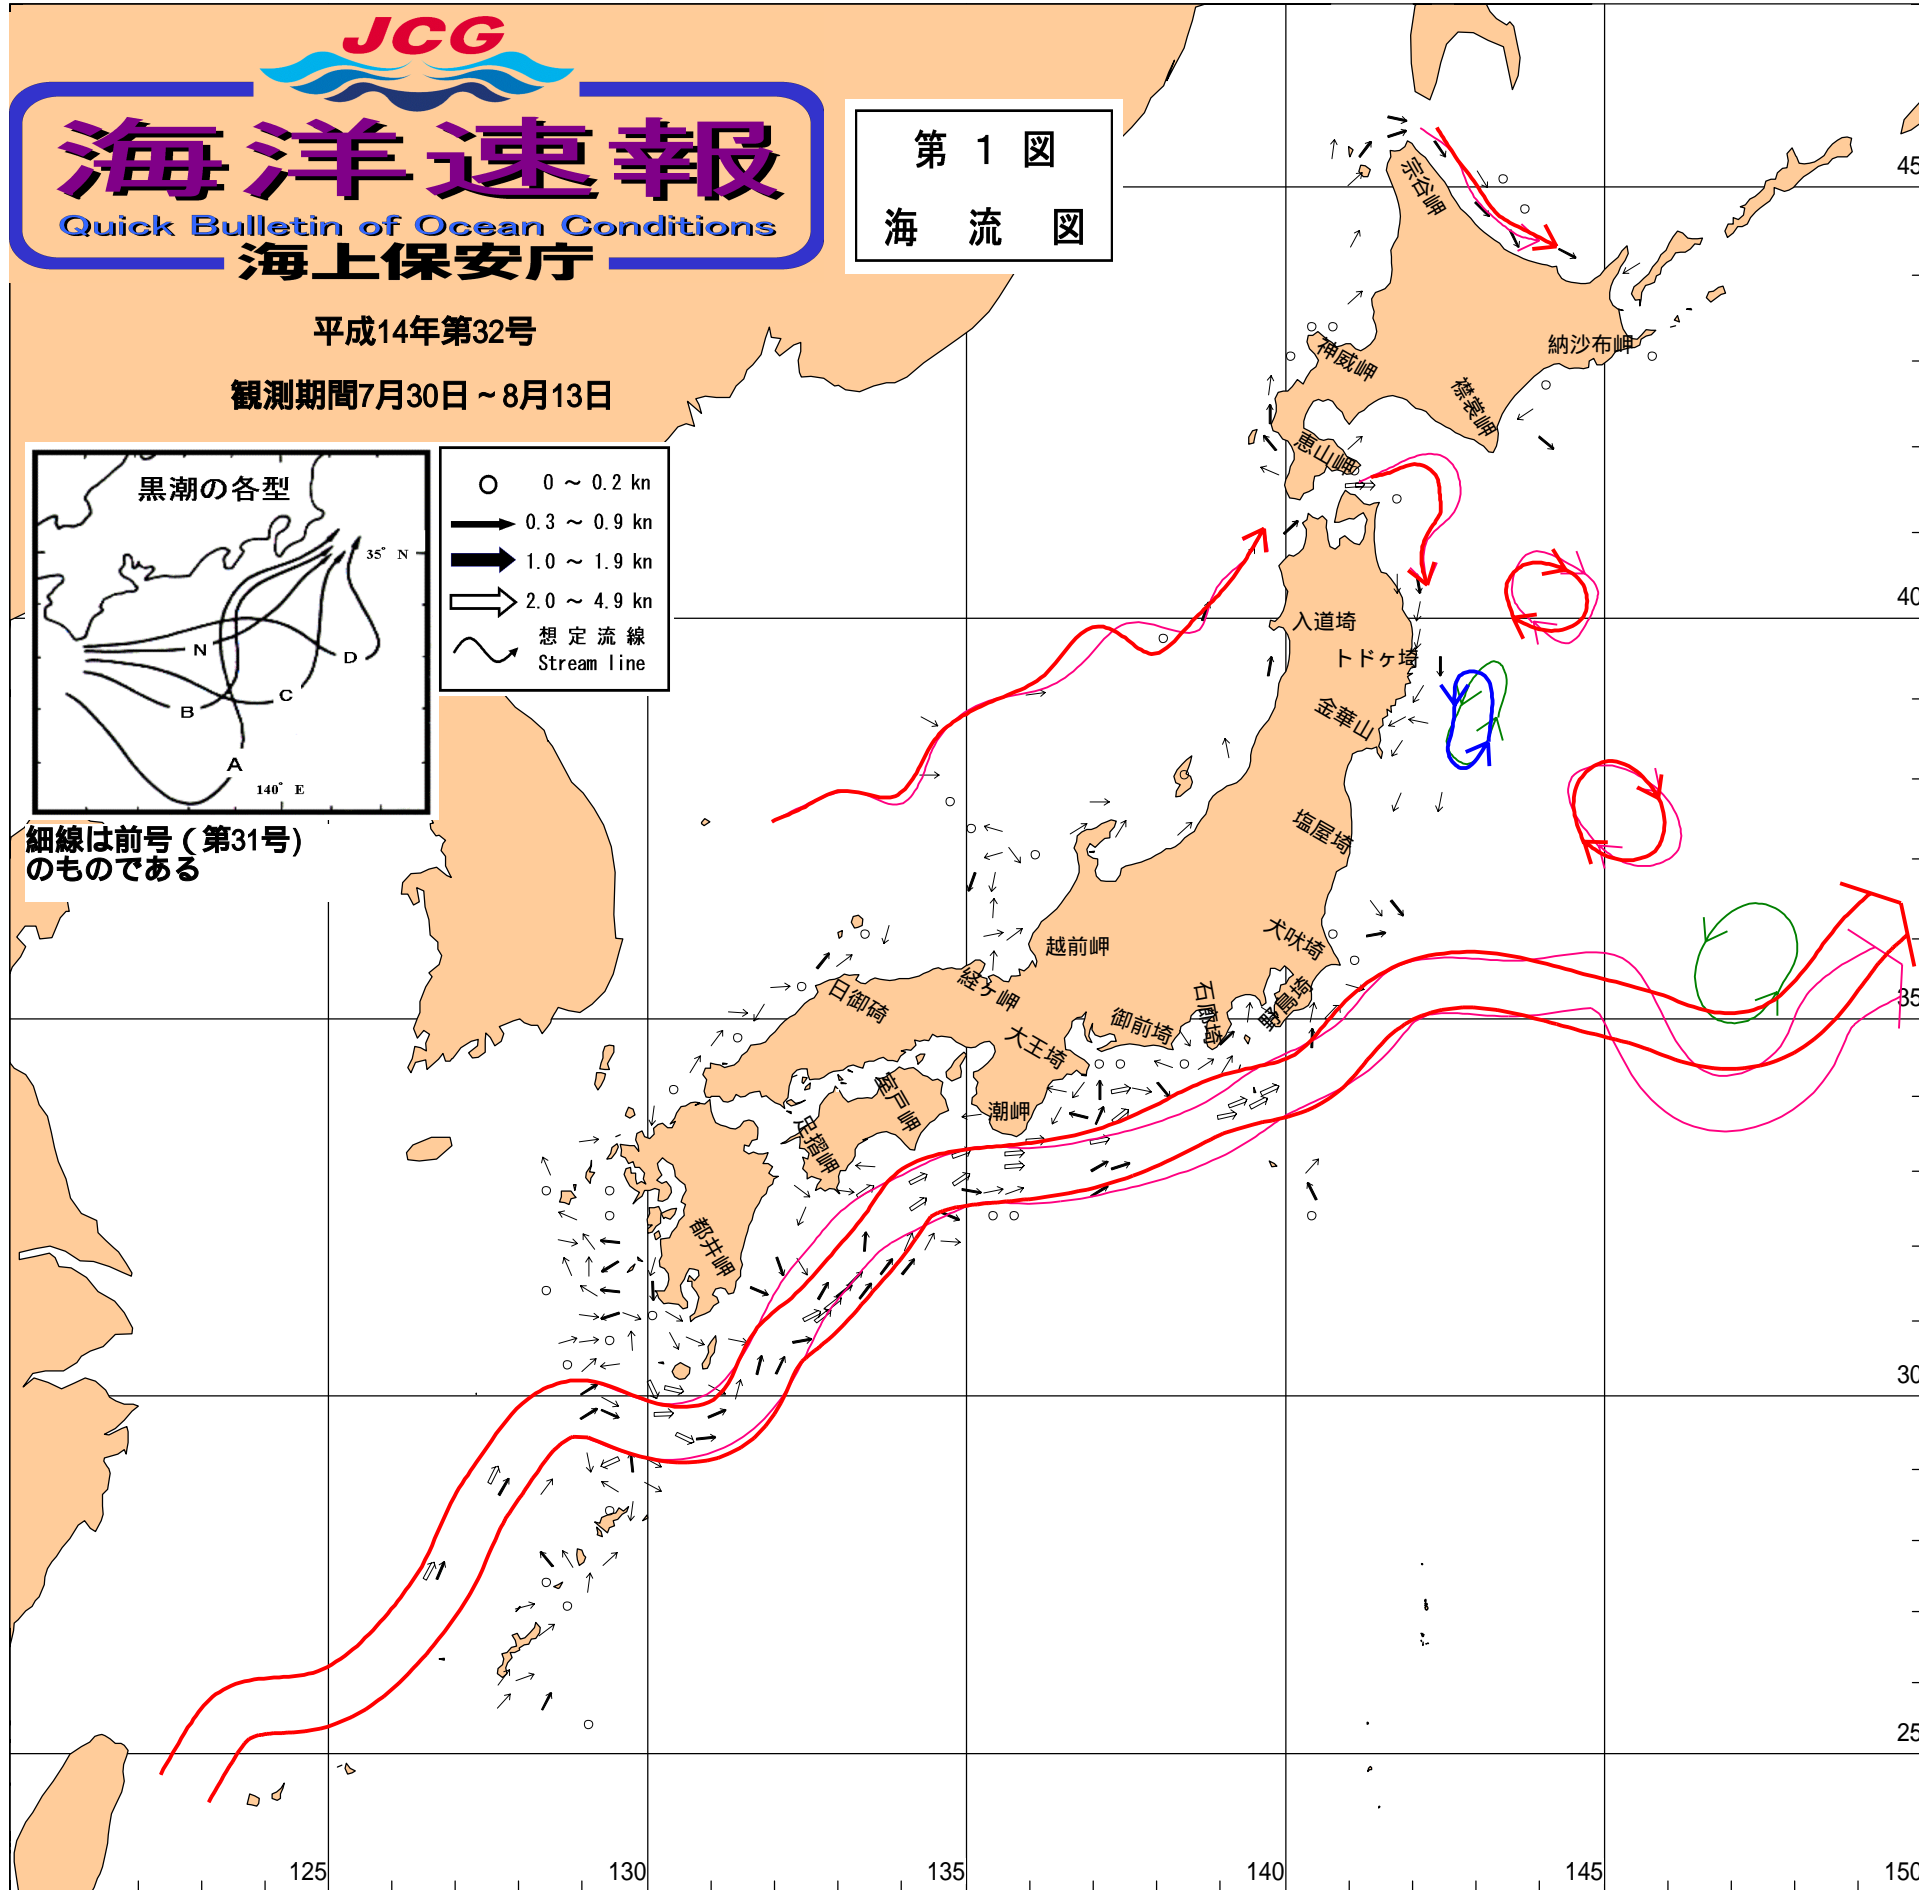 JCG
海洋速報
Quick Bulletin of Ocean Conditions
海上保安庁
平成14年第32号
観測期間7月30日～8月13日
第 1 図
海 流 図
黒潮の各型
35° N
N
D
C
B
A
140° E
0 ～ 0.2 kn
0.3 ～ 0.9 kn
1.0 ～ 1.9 kn
2.0 ～ 4.9 kn
想定流線
Stream line
細線は前号(第31号)
のものである
宗谷岬
納沙布岬
神威岬
襟裳岬
恵山岬
入道埼
トドヶ埼
金華山
塩屋埼
犬吠埼
越前岬
経ヶ岬
日御碕
石廊埼
野島埼
御前埼
大王埼
室戸岬
潮岬
足摺岬
都井岬
45
40
35
30
25
125
130
135
140
145
150